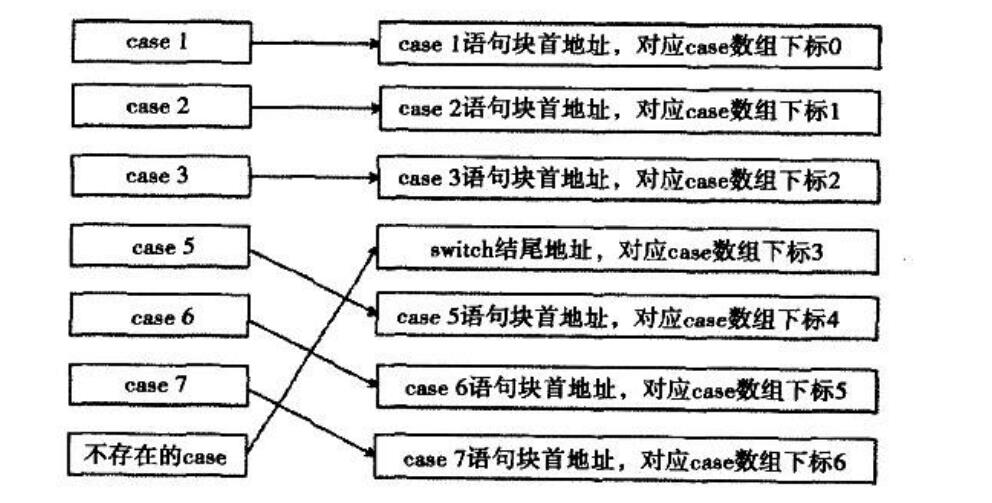 case 1
case 1语句块首地址，对应case数组下标0
case 2
case 2语句块首地址，对应case数组下标1
case 3
case 3语句块首地址，对应case数组下标2
case 5
switch结尾地址，对应case数组下标3
case 6
case 5语句块首地址，对应case数组下标4
case 7
case 6语句块首地址，对应case数组下标5
不存在的case
case 7语句块首地址，对应case数组下标6